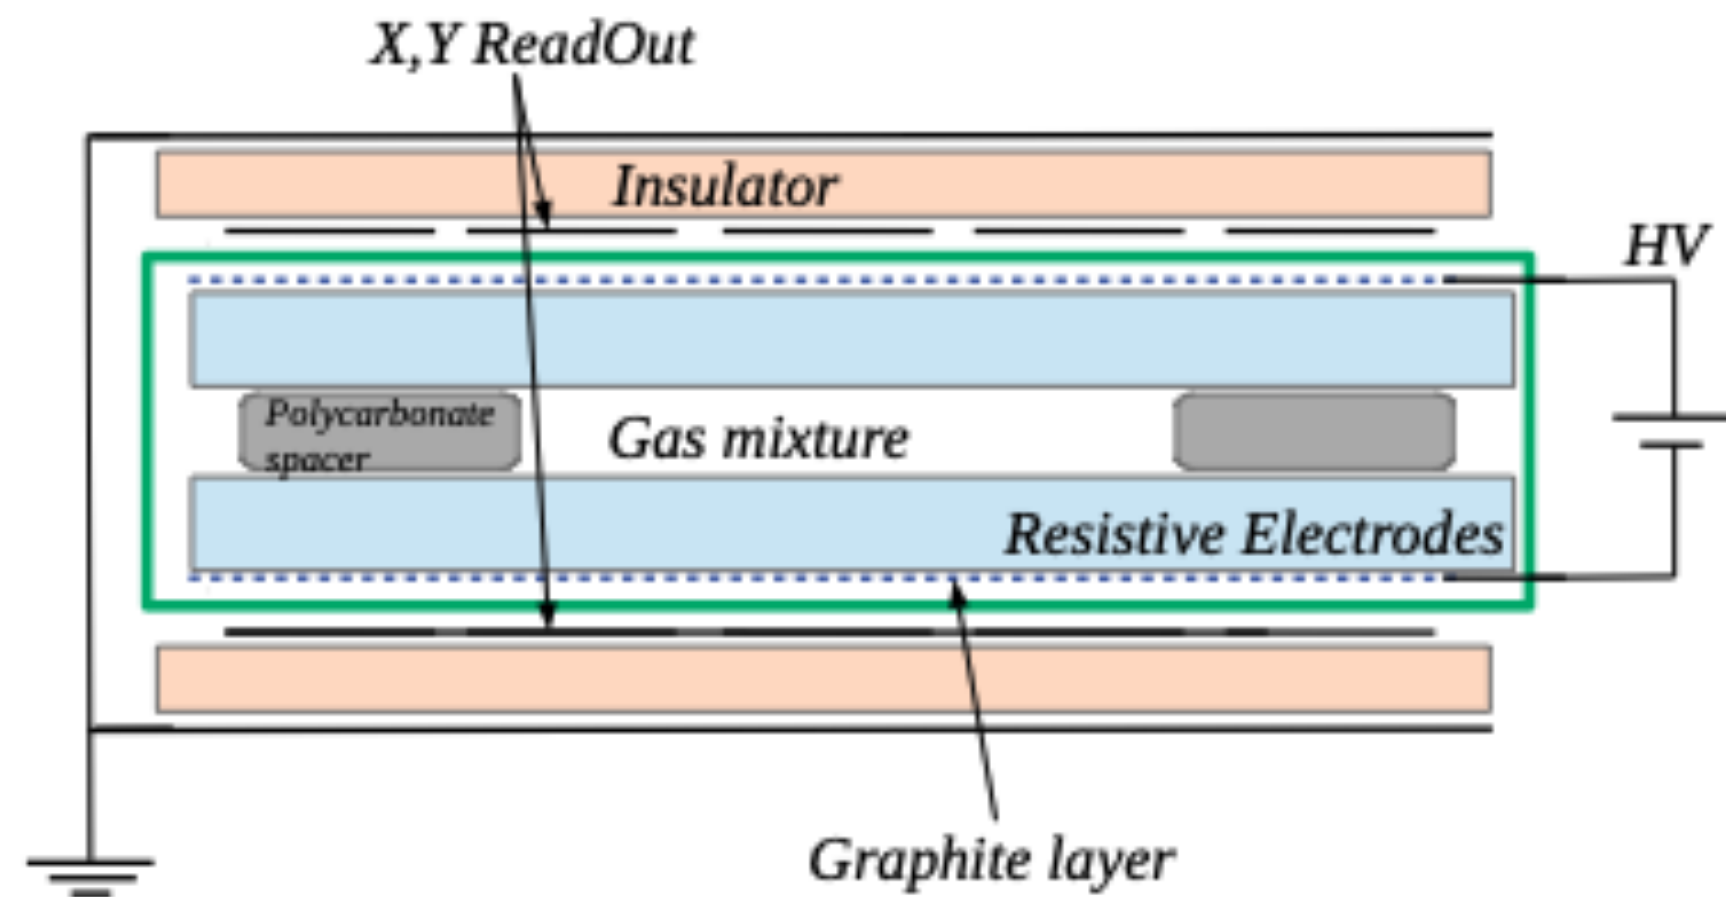 X,Y ReadOut
Insulator
HV
Polycarbonate
spacer
Gas mixture
Resistive Electrodes
Graphite layer